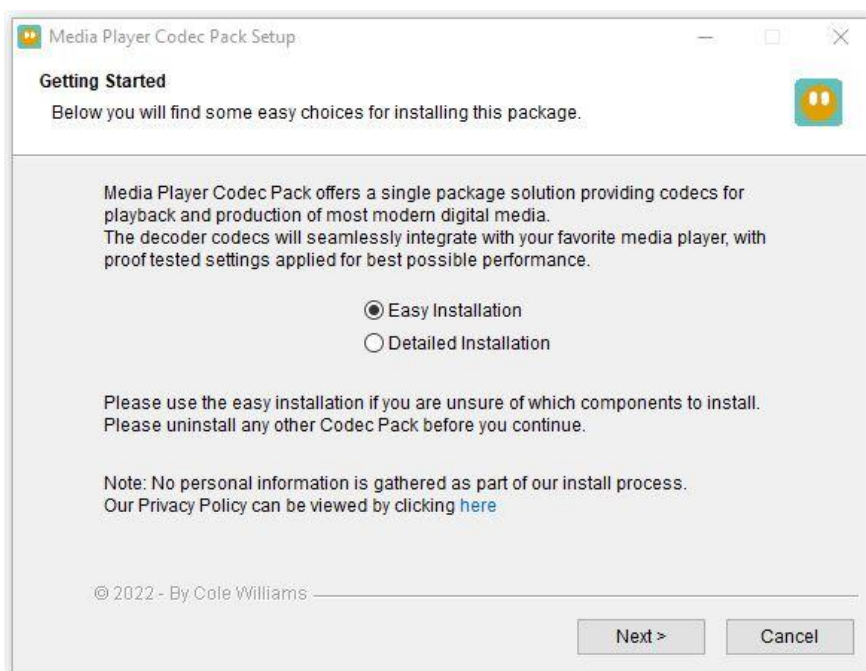 Media Player Codec Pack Setup
Getting Started
Below you will find some easy choices for installing this package.
Media Player Codec Pack offers a single package solution providing codecs for
playback and production of most modern digital media.
The decoder codecs will seamlessly integrate with your favorite media player, with
proof tested settings applied for best possible performance.
Easy Installation
Detailed Installation
Please use the easy installation if you are unsure of which components to install.
Please uninstall any other Codec Pack before you continue.
Note: No personal information is gathered as part of our install process.
Our Privacy Policy can be viewed by clicking here
© 2022 - By Cole Williams
Next > Cancel